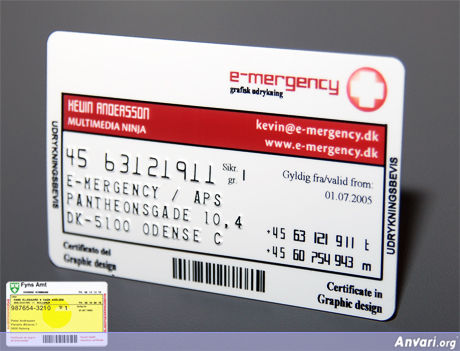 e-mergency
grafisk udrykning
KEVIN ANDERSSON
MULTIMEDIA NINJA
kevin@e-mergency.dk
www.e-mergency.dk
UDRYKNINGSBEVIS
45 63121911
Sikr.
gr.
I
E-MERGENCY / APS
PANTHEONSGADE 10,4
DK-5100 ODENSE C
Gyldig fra/valid from:
01.07.2005
+45 63 121 911 t
+45 60 754 943 m
UDRYKNINGSBEVIS
Certificato del
Graphic design
Certificate in
Graphic design
Fyns Amt
987654-3210
1
Anvari.org